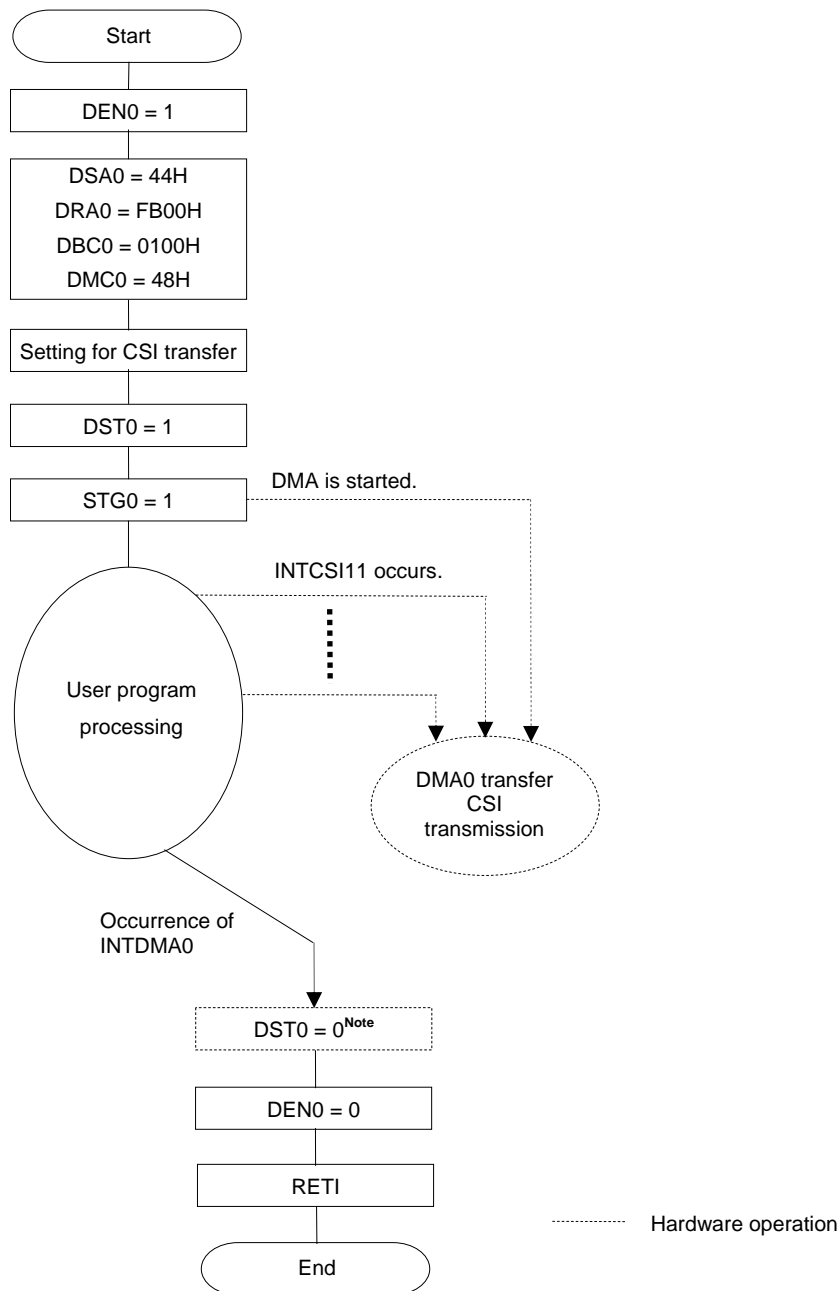 Start
DEN0 = 1
DSA0 = 44H
DRA0 = FB00H
DBC0 = 0100H
DMC0 = 48H
Setting for CSI transfer
DST0 = 1
STG0 = 1
DMA is started.
INTCSI11 occurs.
User program
processing
DMA0 transfer
CSI
transmission
Occurrence of
INTDMA0
DST0 = 0Note
DEN0 = 0
RETI
Hardware operation
End